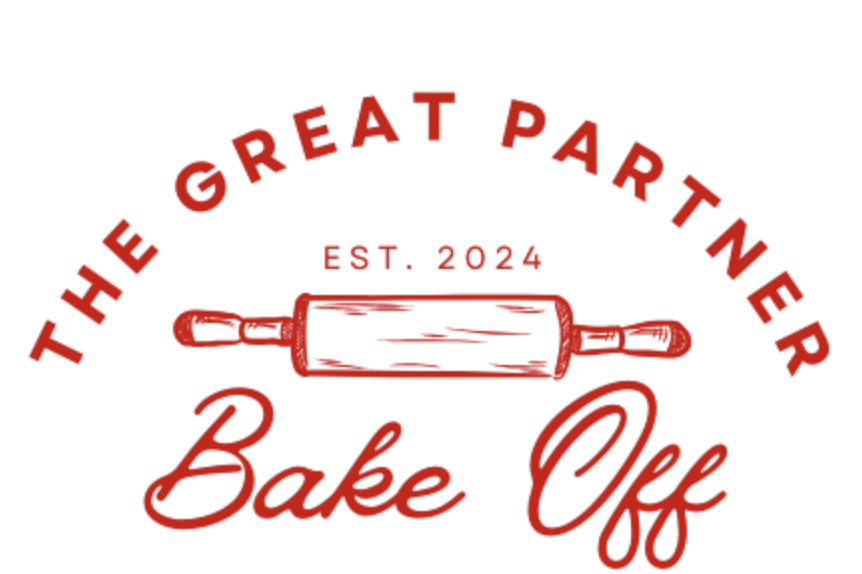 THE GREAT PARTNER
EST. 2024
Bake Off